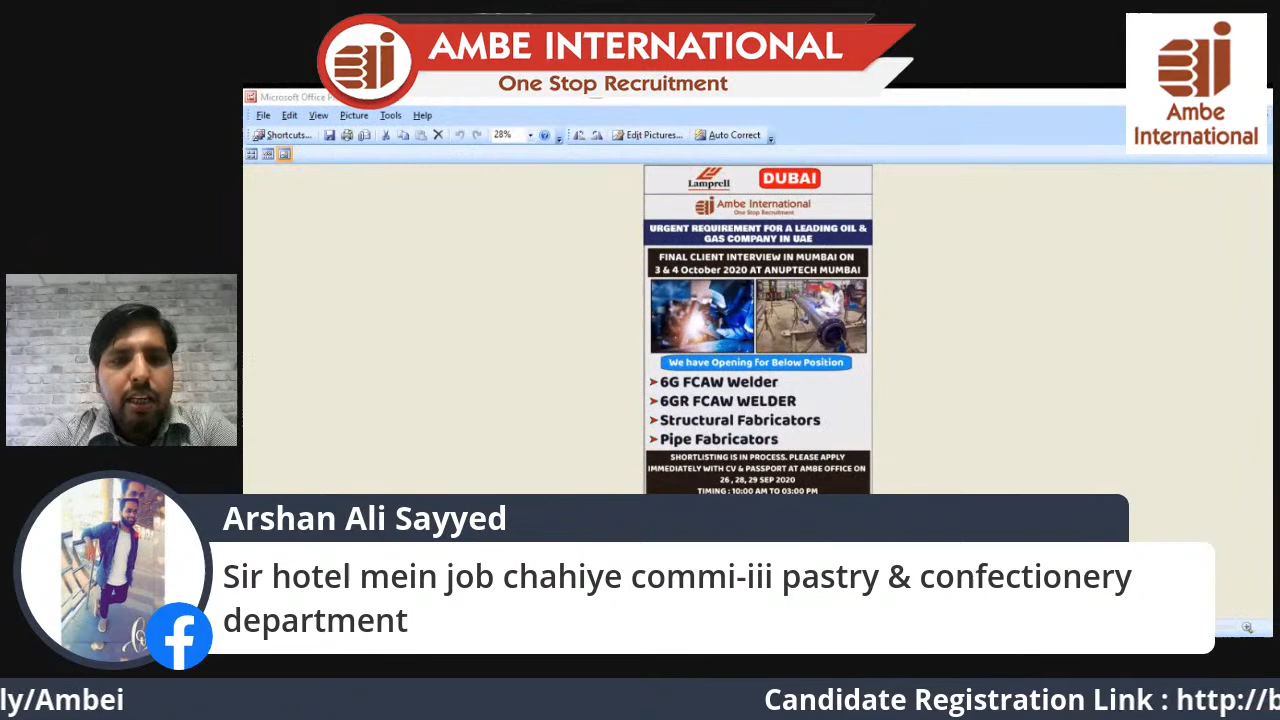 AMBE INTERNATIONAL
One Stop Recruitment
Ambe
International
Microsoft Office
File Edit View Picture Tools Help
Shortcuts... 28% Edit Pictures... Auto Correct
Lamprell DUBAI
Ambe International
One Stop Recruitment
URGENT REQUIREMENT FOR A LEADING OIL &
GAS COMPANY IN UAE
FINAL CLIENT INTERVIEW IN MUMBAI ON
3 & 4 October 2020 AT ANUPTECH MUMBAI
We have Opening For Below Position
➤6G FCAW Welder
➤6GR FCAW WELDER
➤Structural Fabricators
➤Pipe Fabricators
SHORTLISTING IS IN PROCESS. PLEASE APPLY
IMMEDIATELY WITH CV & PASSPORT AT AMBE OFFICE ON
26 , 28, 29 SEP 2020
TIMING : 10:00 AM TO 03:00 PM
Arshan Ali Sayyed
Sir hotel mein job chahiye commi-iii pastry & confectionery
department
ly/Ambei Candidate Registration Link : http://b